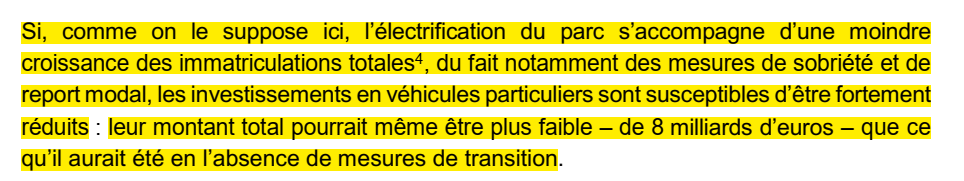 Si, comme on le suppose ici, l’électrification du parc s’accompagne d’une moindre
croissance des immatriculations totales⁴, du fait notamment des mesures de sobriété et de
report modal, les investissements en véhicules particuliers sont susceptibles d’être fortement
réduits : leur montant total pourrait même être plus faible – de 8 milliards d’euros – que ce
qu’il aurait été en l’absence de mesures de transition.